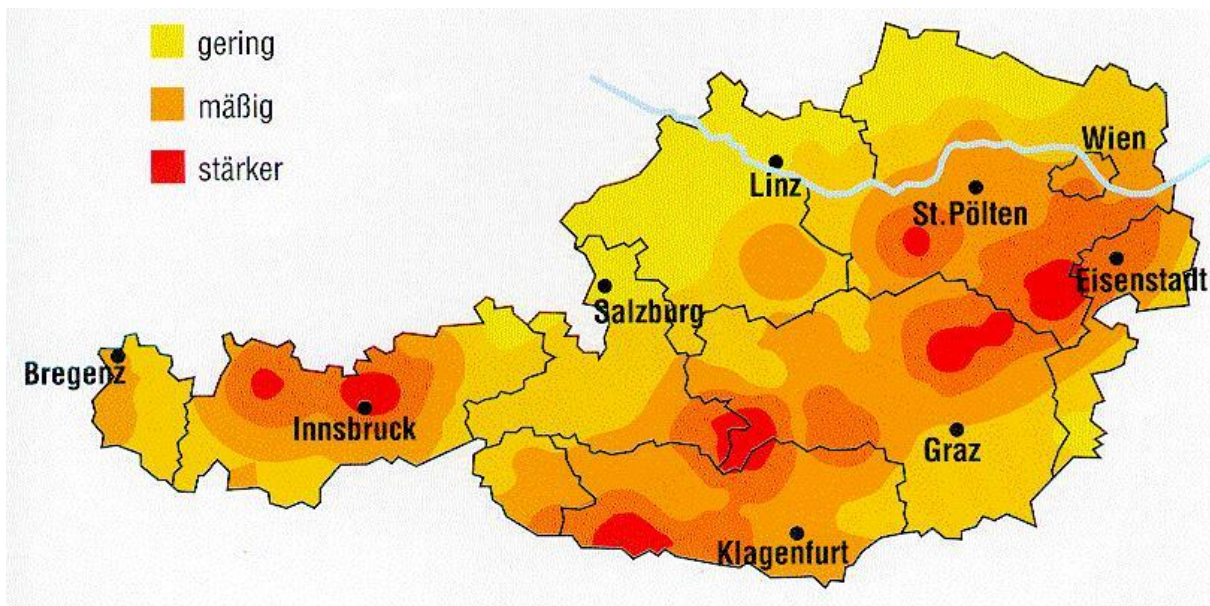 gering
mäßig
stärker
Wien
Linz
St.Pölten
Eisenstadt
Salzburg
Bregenz
Innsbruck
Graz
Klagenfurt